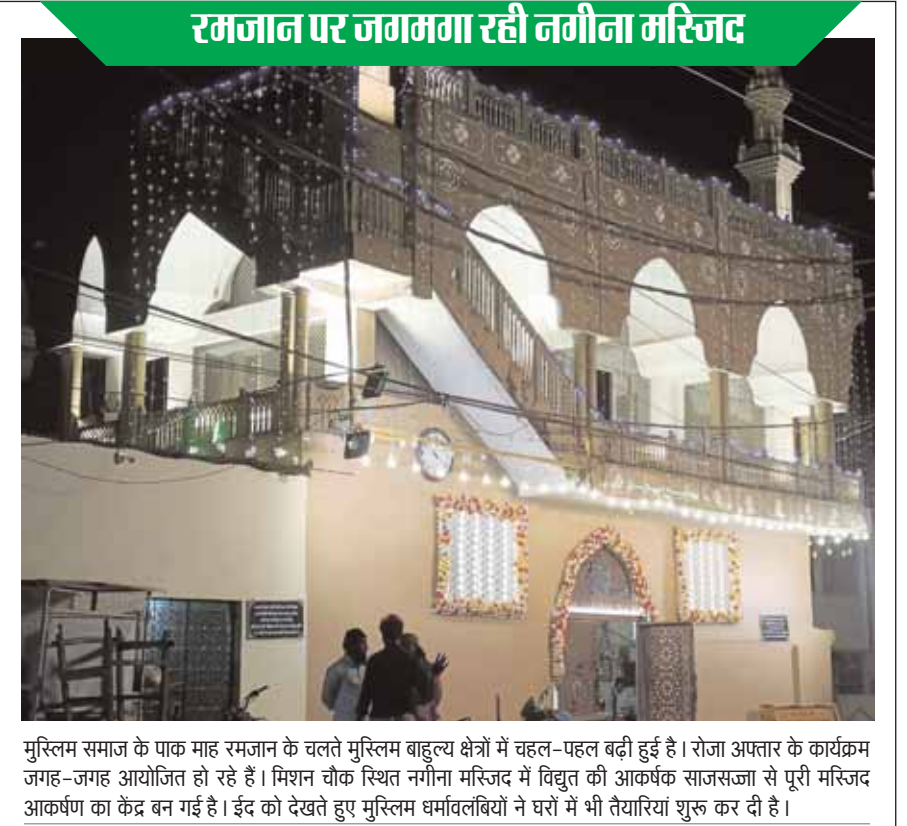 रमजान पर जगमगा रही नगीना मस्जिद
मुस्लिम समाज के पाक माह रमजान के चलते मुस्लिम बाहुल्य क्षेत्रों में चहल-पहल बढ़ी हुई है। रोजा अफ्तार के कार्यक्रम
जगह-जगह आयोजित हो रहे हैं। मिशन चौक स्थित नगीना मस्जिद में विद्युत की आकर्षक साजसज्जा से पूरी मस्जिद
आकर्षण का केंद्र बन गई है। ईद को देखते हुए मुस्लिम धर्मावलंबियों ने घरों में भी तैयारियां शुरू कर दी है।